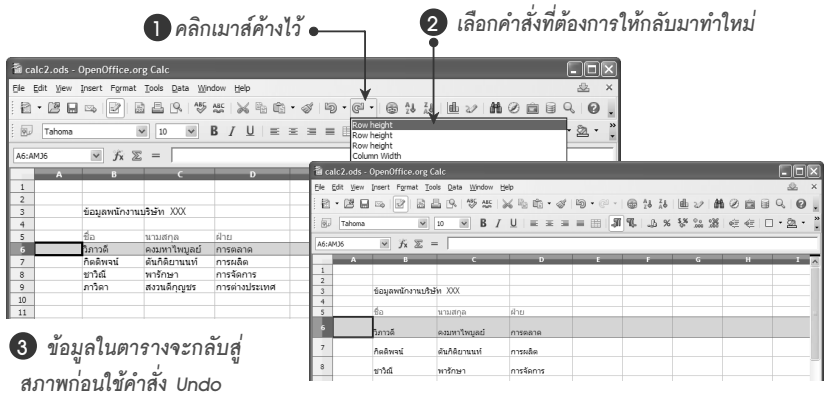 1 คลิกเมาส์ค้างไว้
2 เลือกคำสั่งที่ต้องการให้กลับมาทำใหม่
calc2.ods - OpenOffice.org Calc
File Edit View Insert Format Tools Data Window Help
Tahoma 10 B I U
Row height
Row height
Row height
Column Width
A6:AMJ6 fx Σ =
A B C D
1
2
3 ข้อมูลพนักงานบริษัท XXX
4
5 ชื่อ นามสกุล ฝ่าย
6 วิภาวดี คงมหาไพบูลย์ การตลาด
7 กิตติพจน์ ตันกิติยานนท์ การผลิต
8 ชาวิณี พารักษา การจัดการ
9 ภาวิดา สงวนดีกุญชร การต่างประเทศ
10
11
calc2.ods - OpenOffice.org Calc
File Edit View Insert Format Tools Data Window Help
Tahoma 10 B I U
A6:AMJ6 fx Σ =
A B C D E F G H I
1
2
3 ข้อมูลพนักงานบริษัท XXX
4
5 ชื่อ นามสกุล ฝ่าย
6 วิภาวดี คงมหาไพบูลย์ การตลาด
7 กิตติพจน์ ตันกิติยานนท์ การผลิต
8 ชาวิณี พารักษา การจัดการ
3 ข้อมูลในตารางจะกลับสู่
สภาพก่อนใช้คำสั่ง Undo